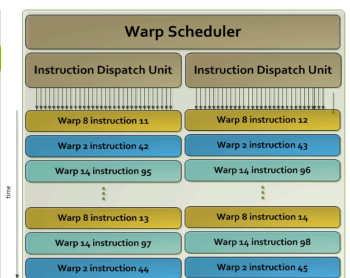 Warp Scheduler
Instruction Dispatch Unit
Instruction Dispatch Unit
Warp 8 instruction 11
Warp 8 instruction 12
Warp 2 instruction 42
Warp 2 instruction 43
Warp 14 instruction 95
Warp 14 instruction 96
time
Warp 8 instruction 13
Warp 8 instruction 14
Warp 14 instruction 97
Warp 14 instruction 98
Warp 2 instruction 44
Warp 2 instruction 45